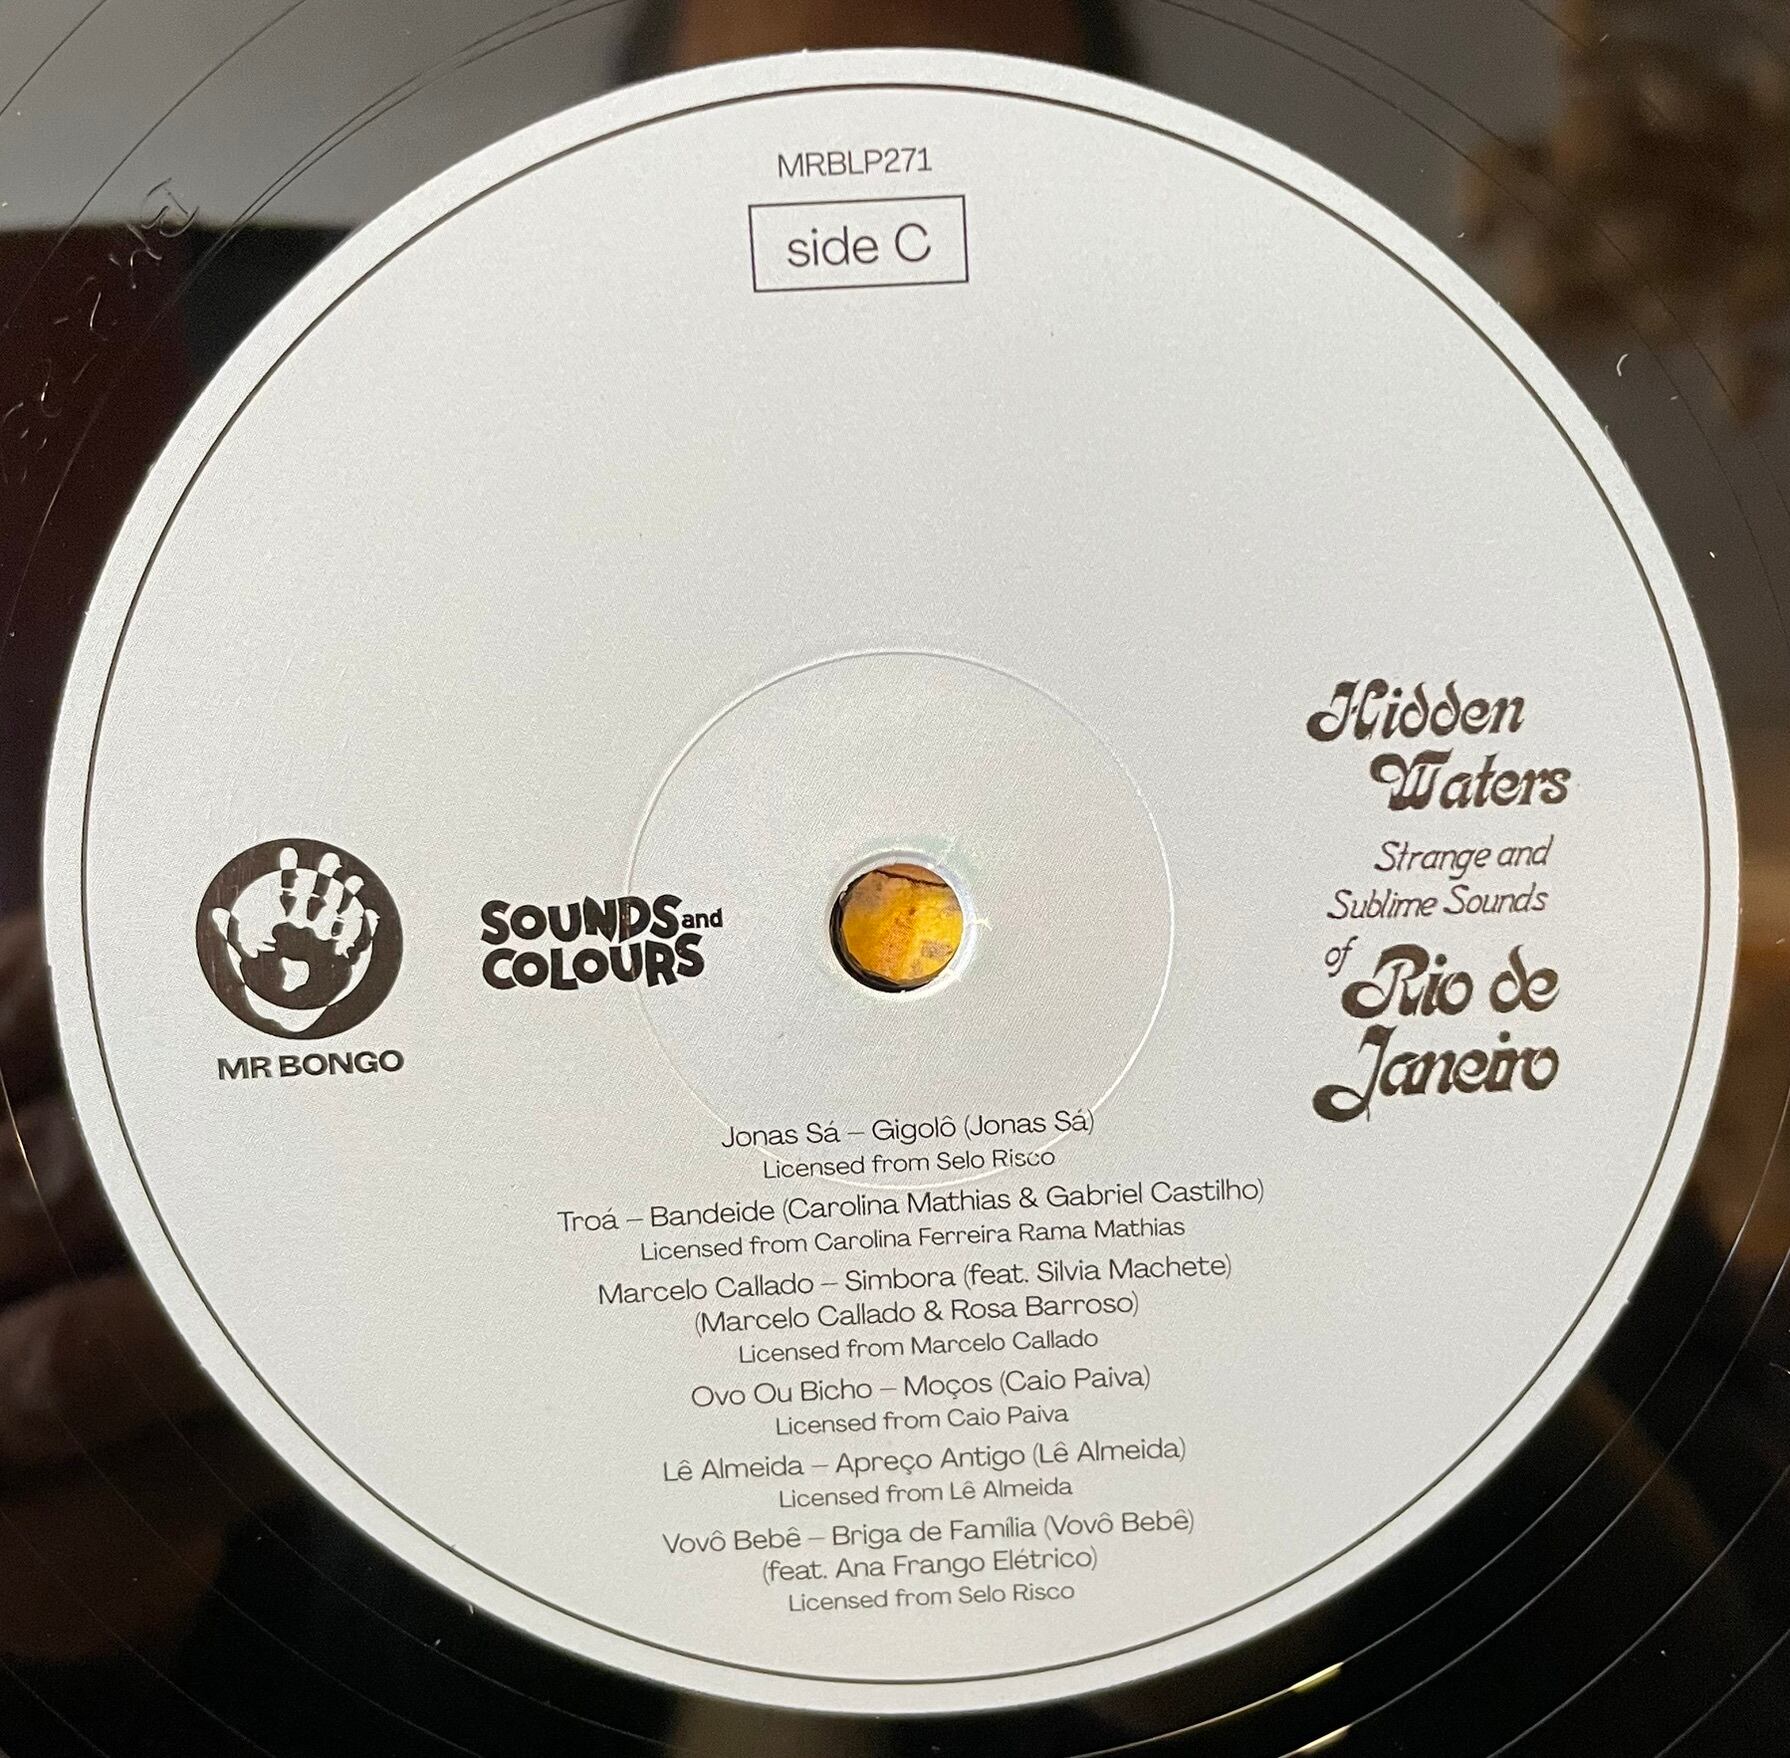 MRBLP271
side C
Hidden
Waters
Strange and
Sublime Sounds
of Rio de
Janeiro
MR BONGO
SOUNDS and
COLOURS
Jonas Sá – Gigolô (Jonas Sá)
Licensed from Selo Risco
Troá – Bandeide (Carolina Mathias & Gabriel Castilho)
Licensed from Carolina Ferreira Rama Mathias
Marcelo Callado – Simbora (feat. Silvia Machete)
(Marcelo Callado & Rosa Barroso)
Licensed from Marcelo Callado
Ovo Ou Bicho – Moços (Caio Paiva)
Licensed from Caio Paiva
Lê Almeida – Apreço Antigo (Lê Almeida)
Licensed from Lê Almeida
Vovô Bebê – Briga de Família (Vovô Bebê)
(feat. Ana Frango Elétrico)
Licensed from Selo Risco